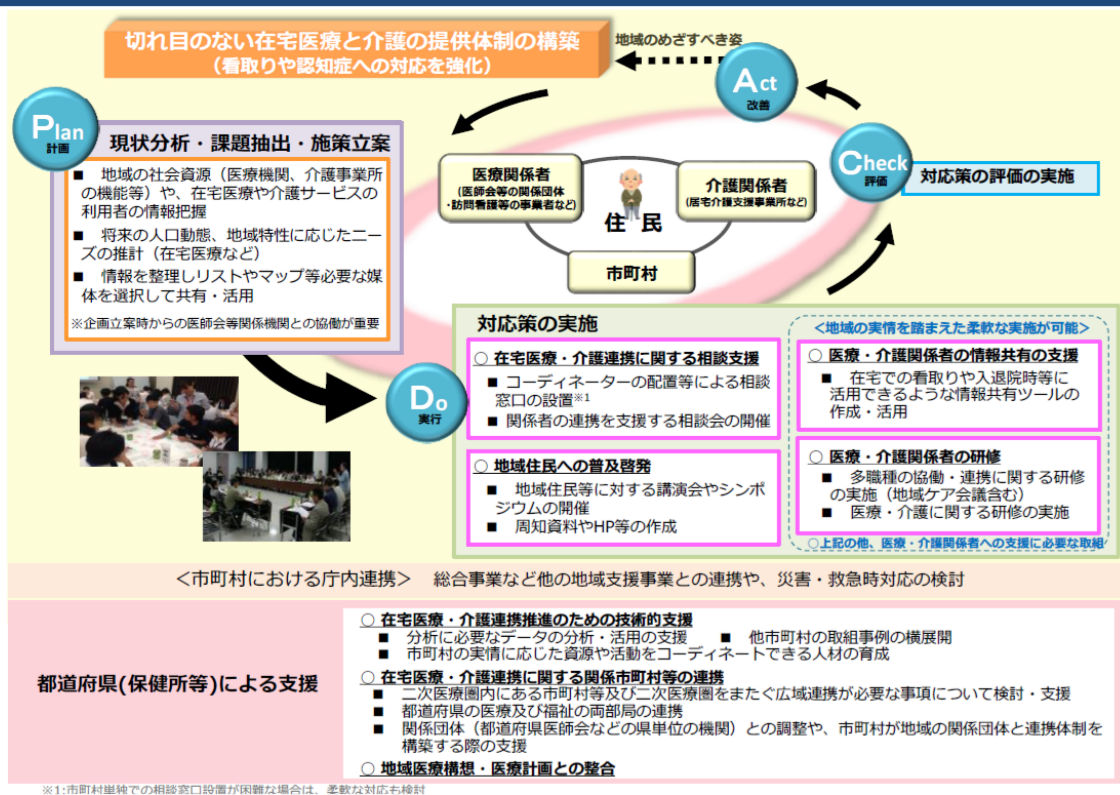 切れ目のない在宅医療と介護の提供体制の構築
(看取りや認知症への対応を強化)
地域のめざすべき姿
Act
改善
Plan
計画
現状分析・課題抽出・施策立案
■ 地域の社会資源（医療機関、介護事業所
の機能等）や、在宅医療や介護サービスの
利用者の情報把握
■ 将来の人口動態、地域特性に応じたニー
ズの推計（在宅医療など）
■ 情報を整理しリストやマップ等必要な媒
体を選択して共有・活用
※企画立案時からの医師会等関係機関との協働が重要
医療関係者
(医師会等の関係団体
・訪問看護等の事業者など)
介護関係者
(居宅介護支援事業所など)
住民
市町村
Check
評価
対応策の評価の実施
Do
実行
対応策の実施
○ 在宅医療・介護連携に関する相談支援
■ コーディネーターの配置等による相談
窓口の設置※1
■ 関係者の連携を支援する相談会の開催
○ 地域住民への普及啓発
■ 地域住民等に対する講演会やシンポ
ジウムの開催
■ 周知資料やHP等の作成
＜地域の実情を踏まえた柔軟な実施が可能＞
○ 医療・介護関係者の情報共有の支援
■ 在宅での看取りや入退院時等に
活用できるような情報共有ツールの
作成・活用
○ 医療・介護関係者の研修
■ 多職種の協働・連携に関する研修
の実施（地域ケア会議含む）
■ 医療・介護に関する研修の実施
○上記の他、医療・介護関係者への支援に必要な取組
＜市町村における庁内連携＞ 総合事業など他の地域支援事業との連携や、災害・救急時対応の検討
都道府県(保健所等)による支援
○ 在宅医療・介護連携推進のための技術的支援
■ 分析に必要なデータの分析・活用の支援 ■ 他市町村の取組事例の横展開
■ 市町村の実情に応じた資源や活動をコーディネートできる人材の育成
○ 在宅医療・介護連携に関する関係市町村等の連携
■ 二次医療圏内にある市町村等及び二次医療圏をまたぐ広域連携が必要な事項について検討・支援
■ 都道府県の医療及び福祉の両部局の連携
■ 関係団体（都道府県医師会などの県単位の機関）との調整や、市町村が地域の関係団体と連携体制を
構築する際の支援
○ 地域医療構想・医療計画との整合
※1:市町村単独での相談窓口設置が困難な場合は、柔軟な対応も検討